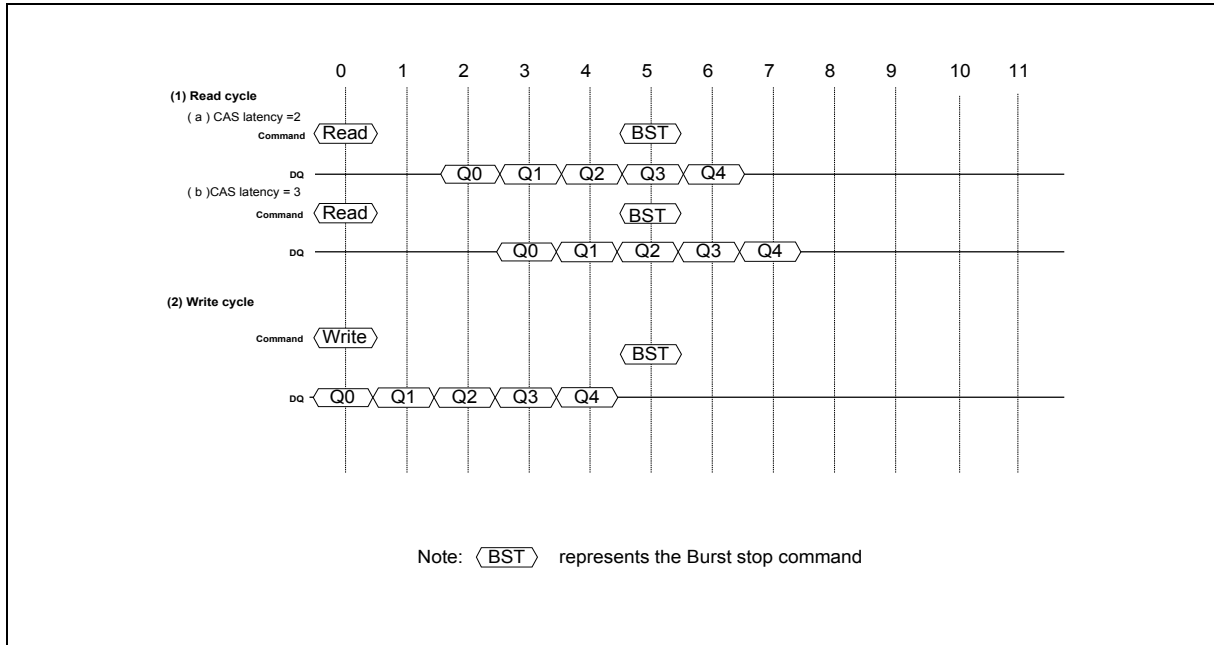 0 1 2 3 4 5 6 7 8 9 10 11
(1) Read cycle
( a ) CAS latency =2
Command Read BST
DQ Q0 Q1 Q2 Q3 Q4
( b )CAS latency = 3
Command Read BST
DQ Q0 Q1 Q2 Q3 Q4
(2) Write cycle
Command Write BST
DQ Q0 Q1 Q2 Q3 Q4
Note: BST represents the Burst stop command